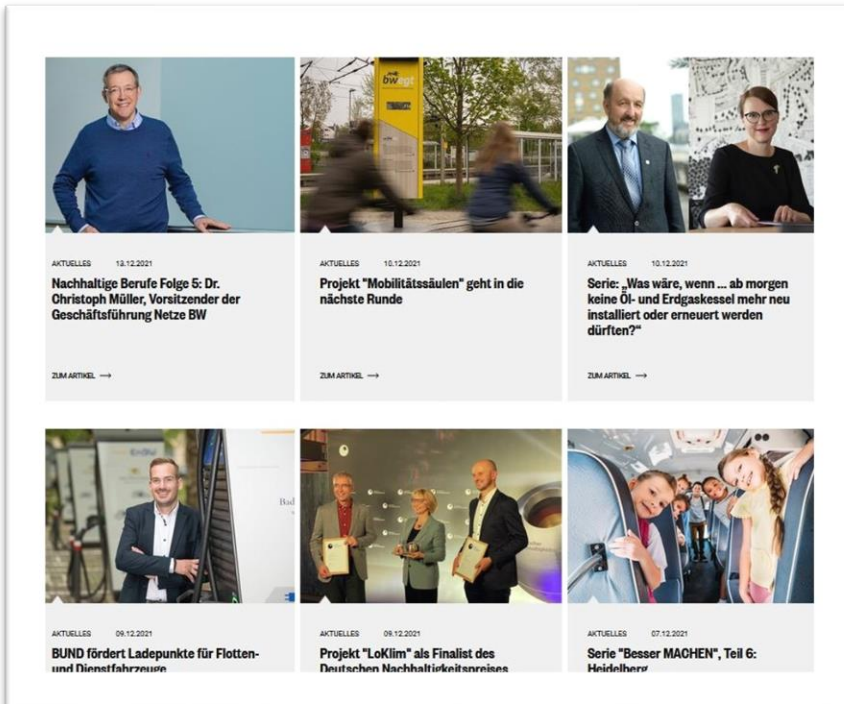 bwegt
AKTUELLES 13.12.2021
Nachhaltige Berufe Folge 5: Dr.
Christoph Müller, Vorsitzender der
Geschäftsführung Netze BW
ZUM ARTIKEL →
AKTUELLES 10.12.2021
Projekt "Mobilitätssäulen" geht in die
nächste Runde
ZUM ARTIKEL →
AKTUELLES 10.12.2021
Serie: „Was wäre, wenn ... ab morgen
keine Öl- und Erdgaskessel mehr neu
installiert oder erneuert werden
dürften?“
ZUM ARTIKEL →
EnBW
Bad
AKTUELLES 09.12.2021
BUND fördert Ladepunkte für Flotten-
und Dienstfahrzeuge
AKTUELLES 09.12.2021
Projekt "LoKlim" als Finalist des
Deutschen Nachhaltigkeitspreises
AKTUELLES 07.12.2021
Serie "Besser MACHEN", Teil 6:
Heidelberg